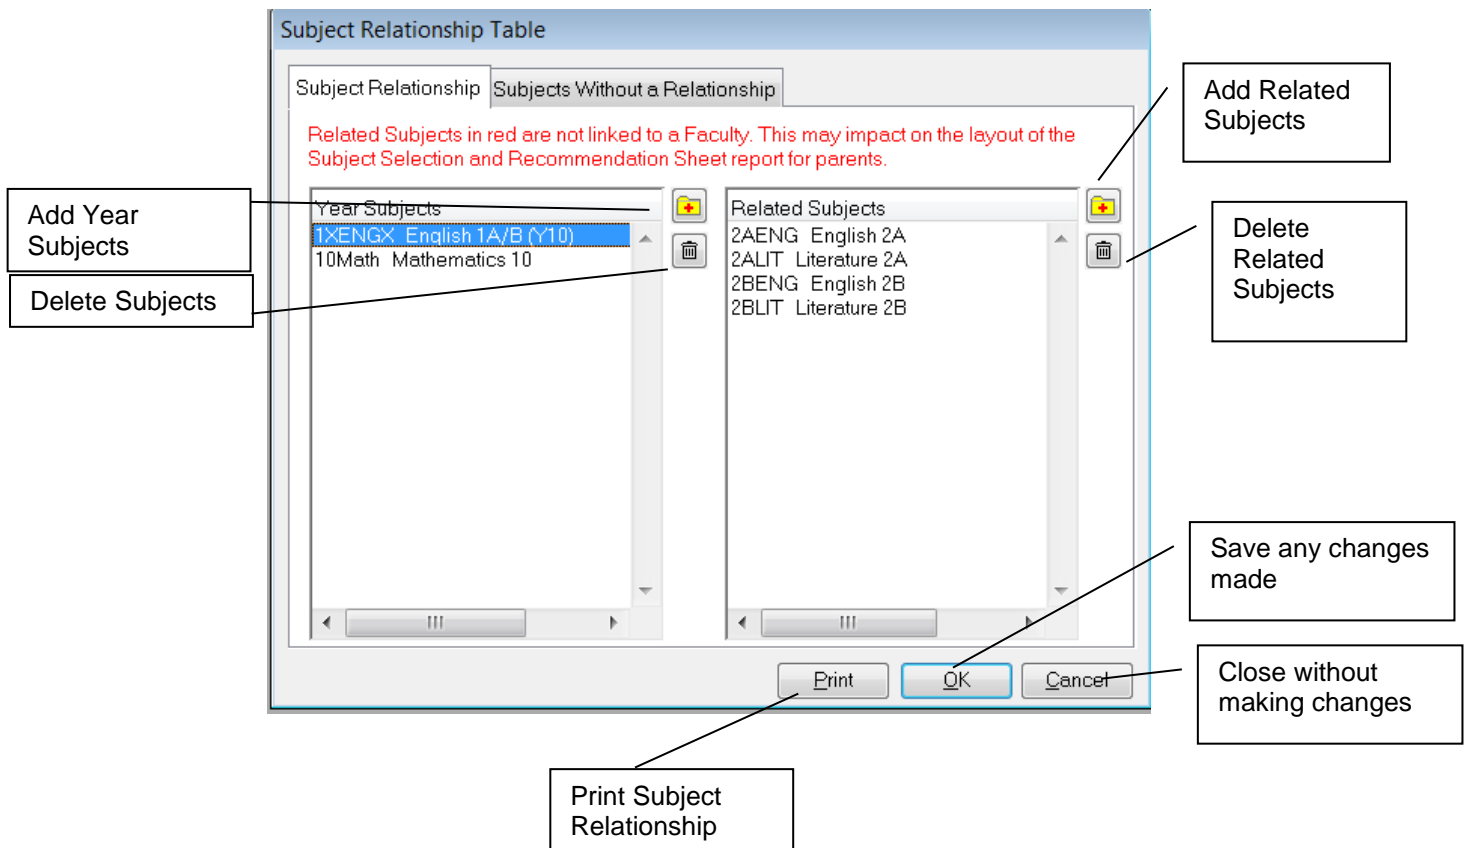 Subject Relationship Table
Subject Relationship
Subjects Without a Relationship
Related Subjects in red are not linked to a Faculty. This may impact on the layout of the
Subject Selection and Recommendation Sheet report for parents.
Year Subjects
1XENGX English 1A/B (Y10)
10Math Mathematics 10
Related Subjects
2AENG English 2A
2ALIT Literature 2A
2BENG English 2B
2BLIT Literature 2B
Print
OK
Cancel
Add Year
Subjects
Delete Subjects
Add Related
Subjects
Delete
Related
Subjects
Save any changes
made
Close without
making changes
Print Subject
Relationship